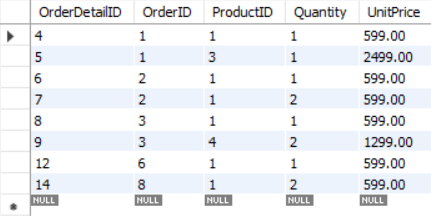 OrderDetailID OrderID ProductID Quantity UnitPrice
4 1 1 1 599.00
5 1 3 1 2499.00
6 2 1 1 599.00
7 2 1 2 599.00
8 3 1 1 599.00
9 3 4 2 1299.00
12 6 1 1 599.00
14 8 1 2 599.00
NULL NULL NULL NULL NULL